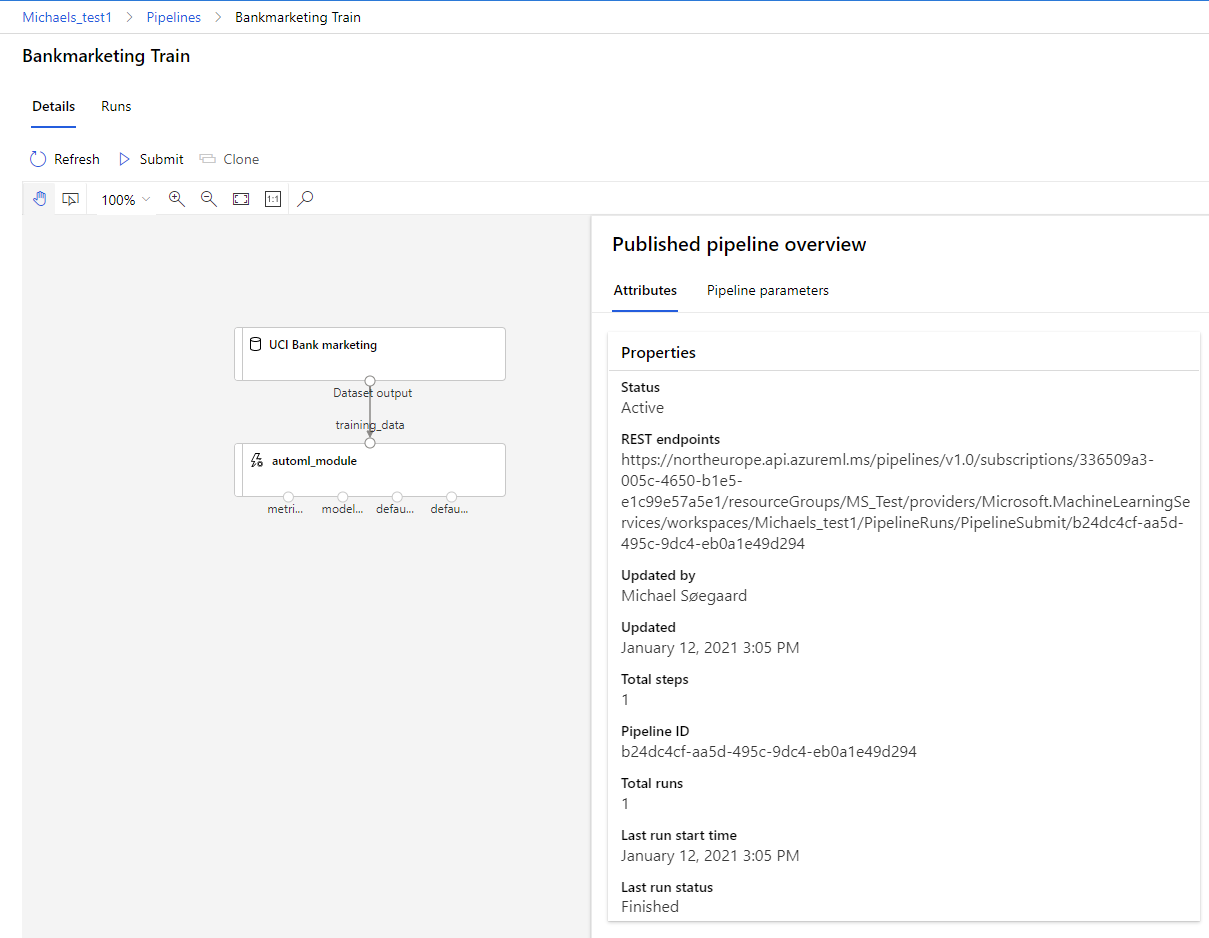 Michaels_test1 > Pipelines > Bankmarketing Train
Bankmarketing Train
Details Runs
Refresh Submit Clone
100% 1:1
UCI Bank marketing
Dataset output
training_data
automl_module
metri... model... defau... defau...
Published pipeline overview
Attributes Pipeline parameters
Properties
Status
Active
REST endpoints
https://northeurope.api.azureml.ms/pipelines/v1.0/subscriptions/336509a3-
005c-4650-b1e5-
e1c99e57a5e1/resourceGroups/MS_Test/providers/Microsoft.MachineLearningSe
rvices/workspaces/Michaels_test1/PipelineRuns/PipelineSubmit/b24dc4cf-aa5d-
495c-9dc4-eb0a1e49d294
Updated by
Michael Søegaard
Updated
January 12, 2021 3:05 PM
Total steps
1
Pipeline ID
b24dc4cf-aa5d-495c-9dc4-eb0a1e49d294
Total runs
1
Last run start time
January 12, 2021 3:05 PM
Last run status
Finished